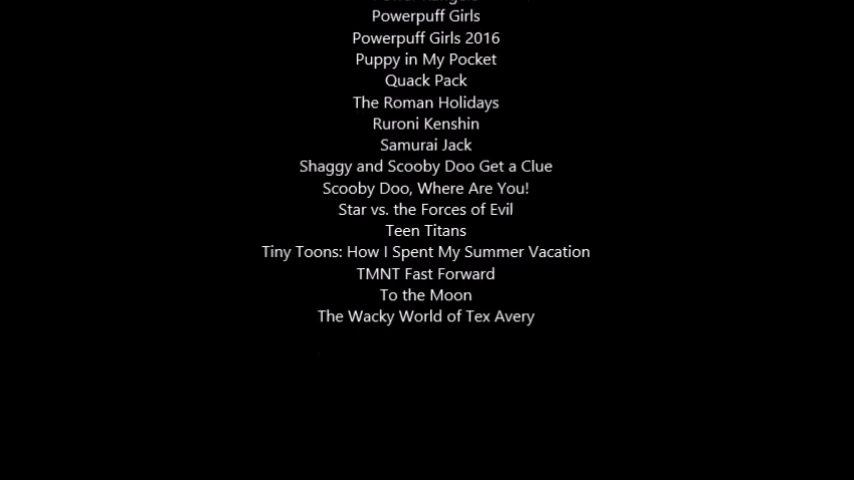 Powerpuff Girls
Powerpuff Girls 2016
Puppy in My Pocket
Quack Pack
The Roman Holidays
Ruroni Kenshin
Samurai Jack
Shaggy and Scooby Doo Get a Clue
Scooby Doo, Where Are You!
Star vs. the Forces of Evil
Teen Titans
Tiny Toons: How I Spent My Summer Vacation
TMNT Fast Forward
To the Moon
The Wacky World of Tex Avery